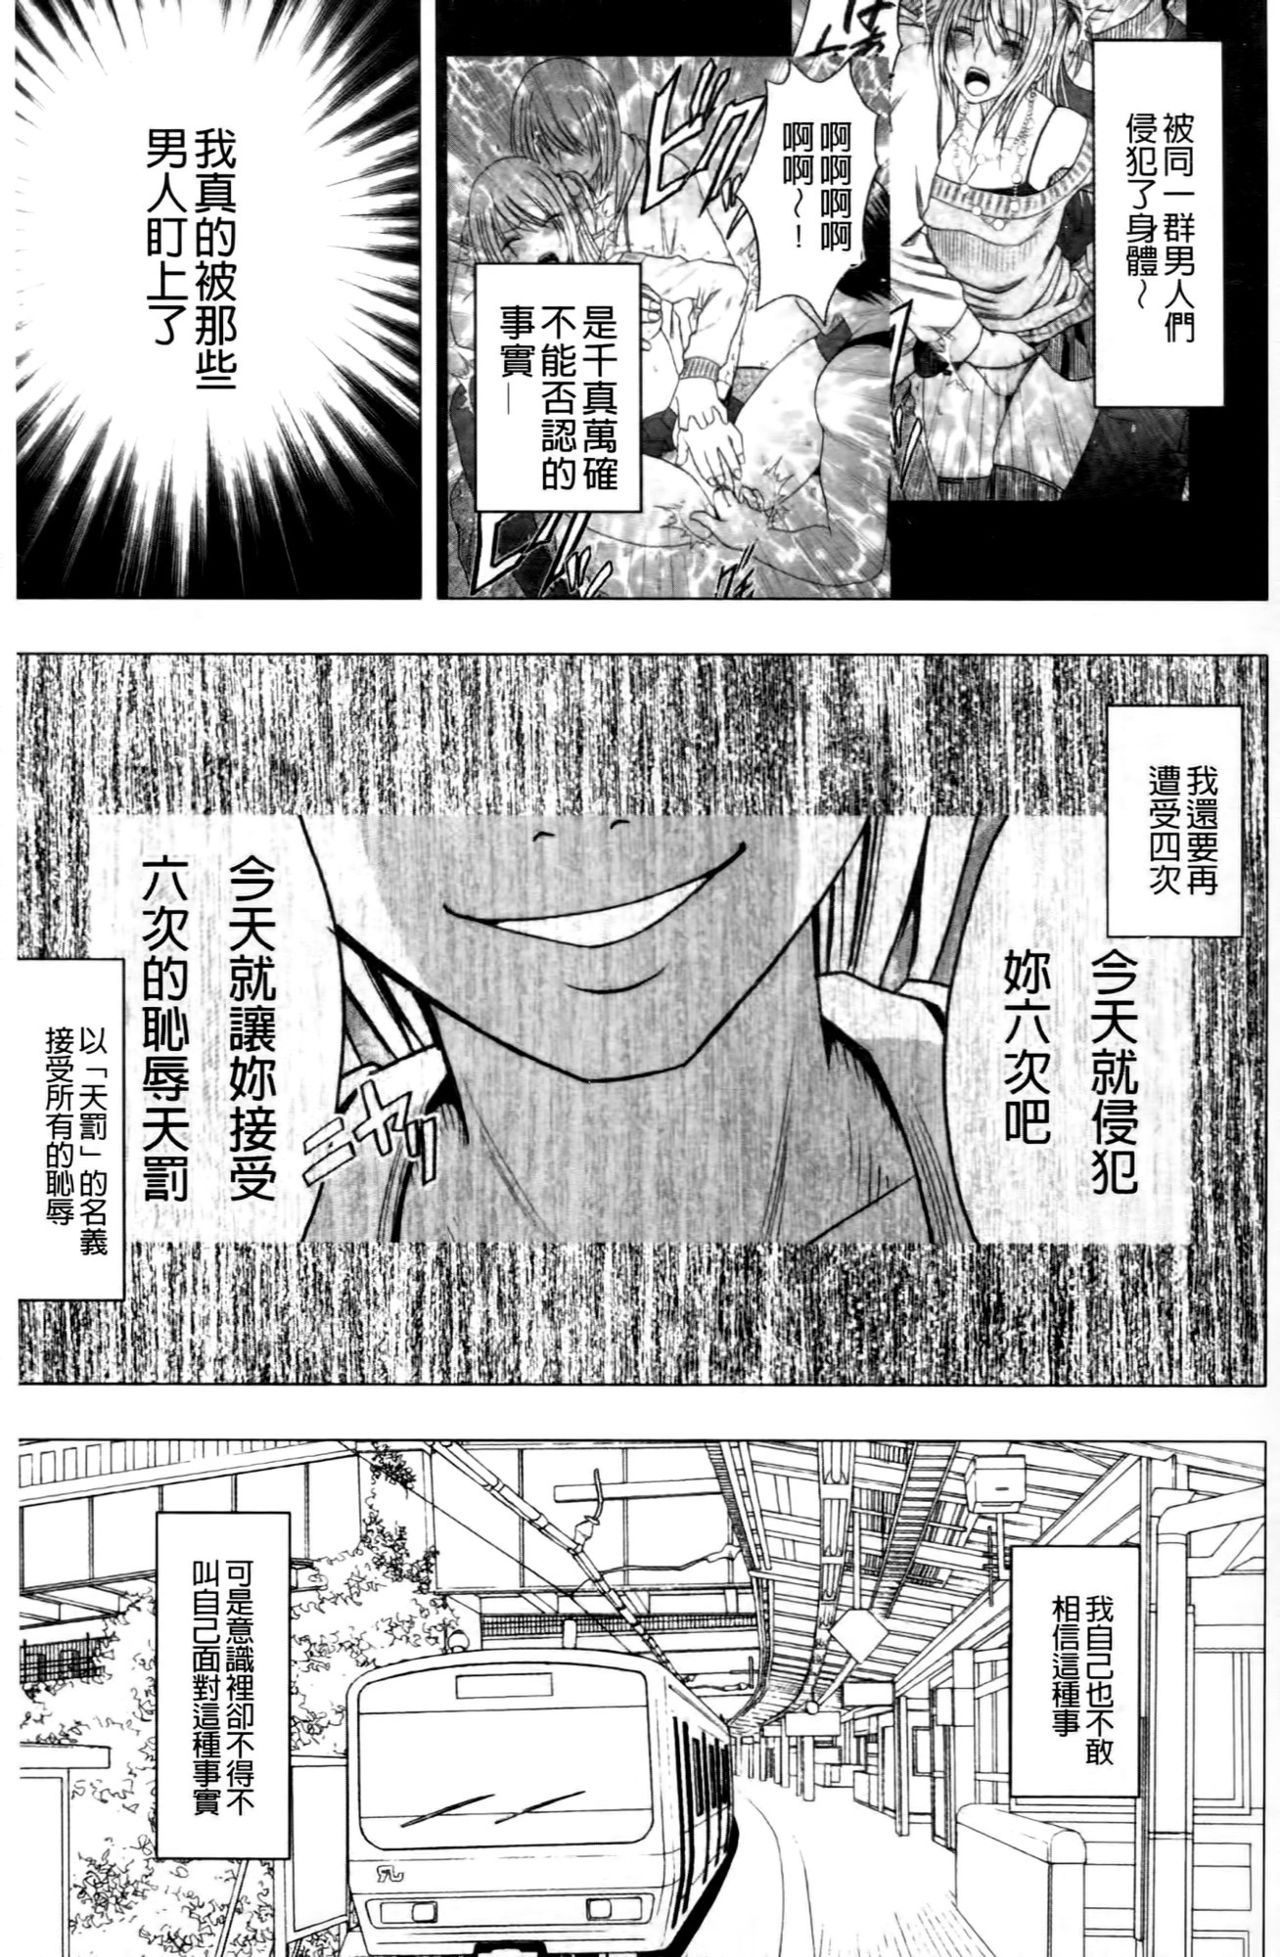 被同一群男人們
侵犯了身體～
啊啊啊啊
啊啊～！
是千真萬確
不能否認的
事實—
我真的被那些
男人盯上了
我還要再
遭受四次
今天就侵犯
妳六次吧
今天就讓妳接受
六次的恥辱天罰
ニヤ
以「天罰」的名義
接受所有的恥辱
我自己也不敢
相信這種事
可是意識裡卻不得不
叫自己面對這種事實